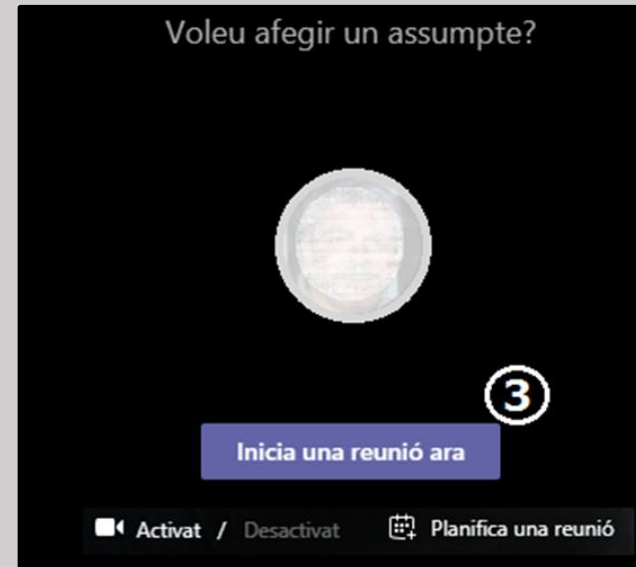 Voleu afegir un assumpte?
③
Inicia una reunió ara
Activat / Desactivat Planifica una reunió